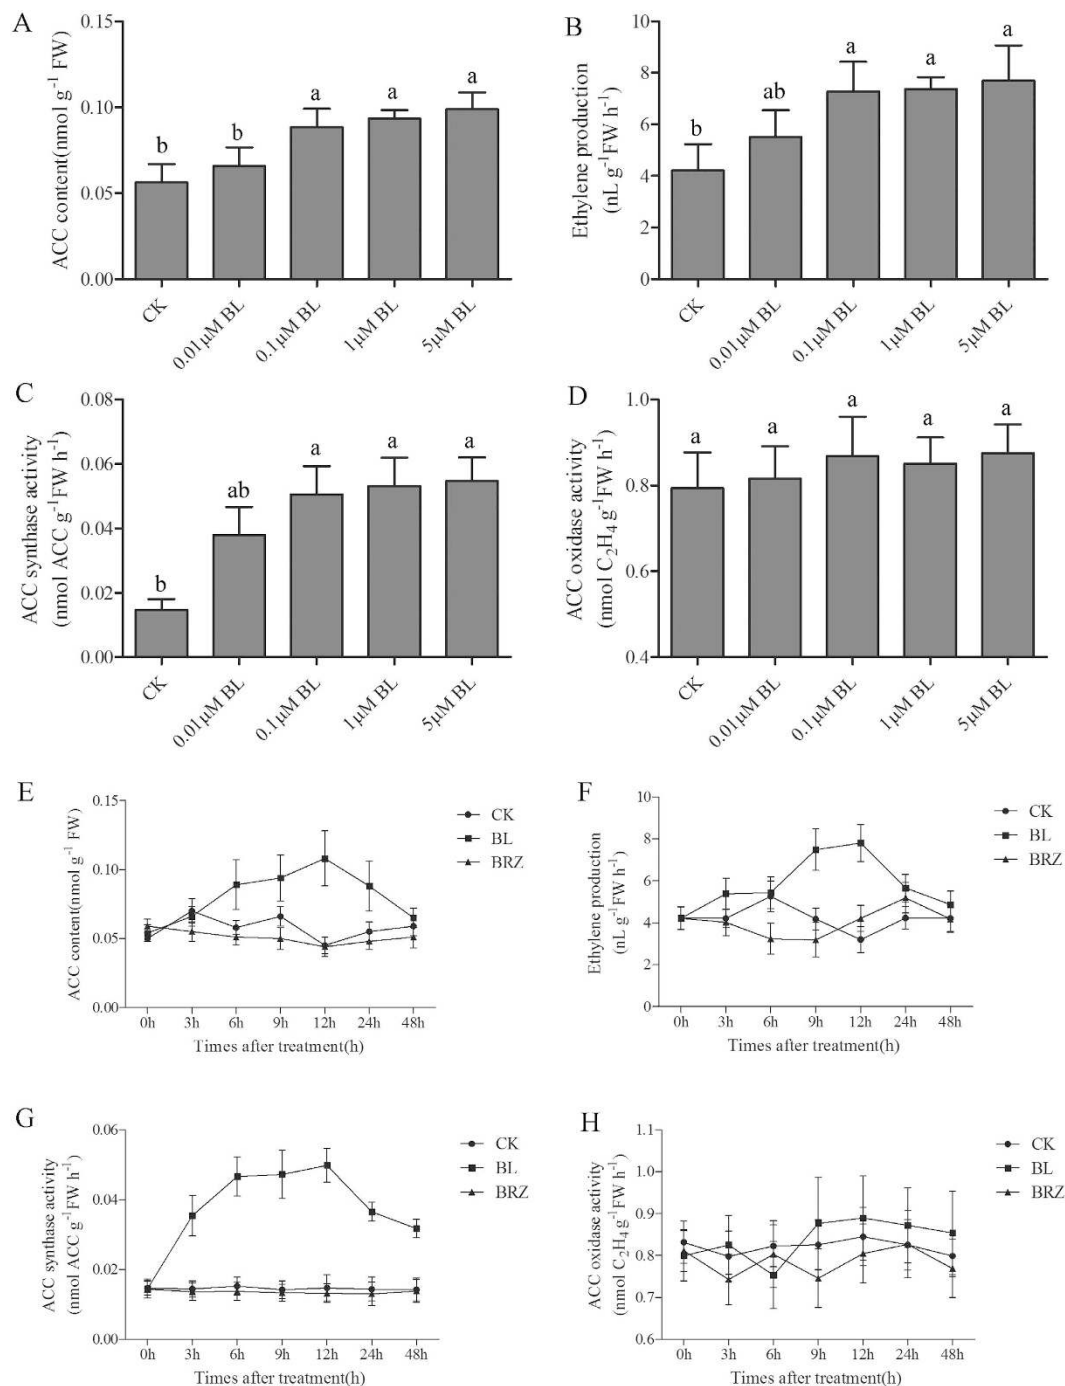 A
ACC content(nmol g⁻¹ FW)
0.15
0.10
0.05
0.00
b
b
a
a
a
CK
0.01μM BL
0.1μM BL
1μM BL
5μM BL
B
Ethylene production
(nL g⁻¹FW h⁻¹)
10
8
6
4
2
0
b
ab
a
a
a
CK
0.01μM BL
0.1μM BL
1μM BL
5μM BL
C
ACC synthase activity
(nmol ACC g⁻¹FW h⁻¹)
0.08
0.06
0.04
0.02
0.00
b
ab
a
a
a
CK
0.01μM BL
0.1μM BL
1μM BL
5μM BL
D
ACC oxidase activity
(nmol C₂H₄ g⁻¹FW h⁻¹)
1.0
0.8
0.6
0.4
a
a
a
a
a
CK
0.01μM BL
0.1μM BL
1μM BL
5μM BL
E
ACC content(nmol g⁻¹ FW)
0.15
0.10
0.05
0.00
0h
3h
6h
9h
12h
24h
48h
Times after treatment(h)
CK
BL
BRZ
F
Ethylene production
(nL g⁻¹FW h⁻¹)
10
8
6
4
2
0
0h
3h
6h
9h
12h
24h
48h
Times after treatment(h)
CK
BL
BRZ
G
ACC synthase activity
(nmol ACC g⁻¹FW h⁻¹)
0.06
0.04
0.02
0.00
0h
3h
6h
9h
12h
24h
48h
Times after treatment(h)
CK
BL
BRZ
H
ACC oxidase activity
(nmol C₂H₄ g⁻¹FW h⁻¹)
1.1
1.0
0.9
0.8
0.7
0.6
0h
3h
6h
9h
12h
24h
48h
Times after treatment(h)
CK
BL
BRZ